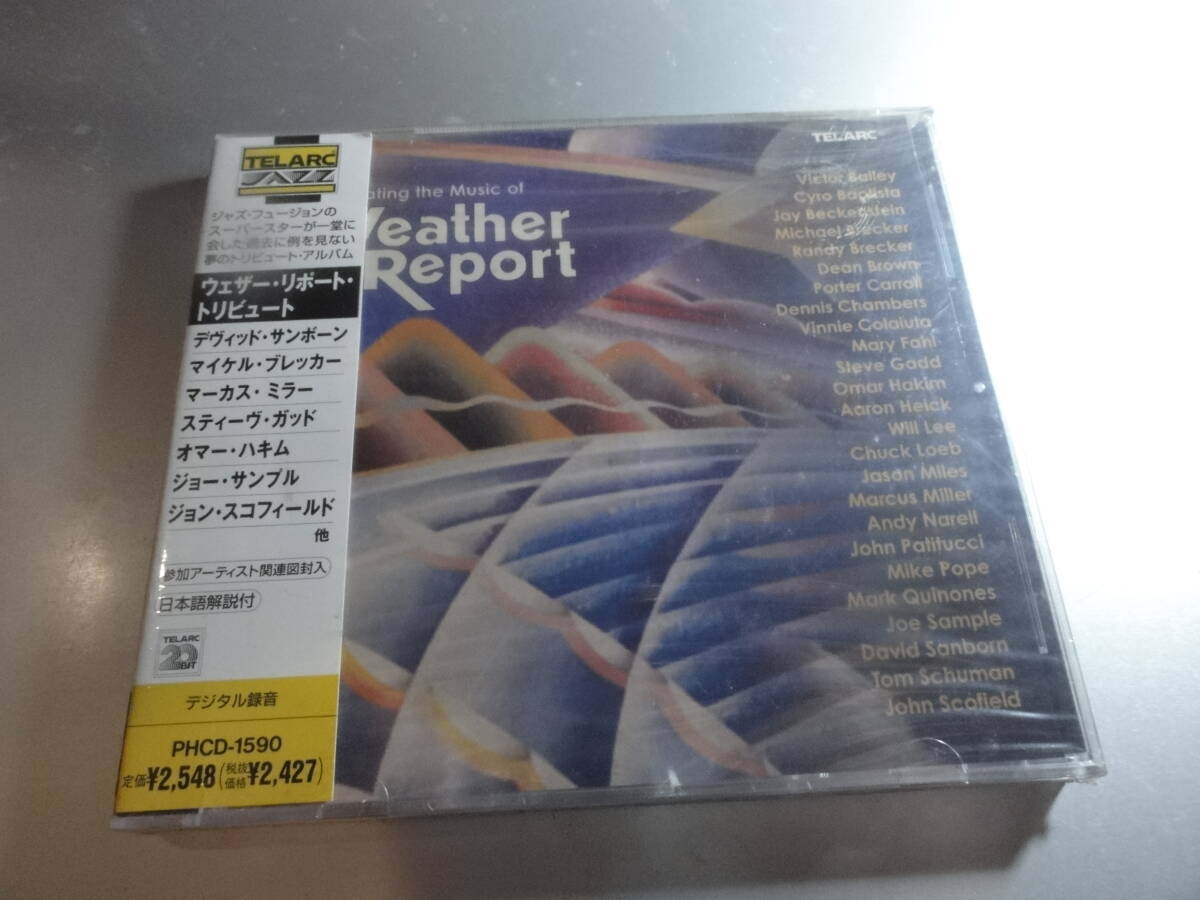 TELARC
JAZZ
ジャズ・フュージョンの
スーパースターが一堂に
会した過去に例を見ない
夢のトリビュート・アルバム
ウェザー・リポート・
トリビュート
デヴィッド・サンボーン
マイケル・ブレッカー
マーカス・ミラー
スティーヴ・ガッド
オマー・ハキム
ジョー・サンプル
ジョン・スコフィールド
他
参加アーティスト関連図封入
日本語解説付
TELARC
20BIT
デジタル録音
PHCD-1590
定価¥2,548(税抜価格¥2,427)
ating the Music of
Weather
Report
TELARC
Victor Bailey
Cyro Baptista
Jay Beckenstein
Michael Brecker
Randy Brecker
Dean Brown
Porter Carroll
Dennis Chambers
Vinnie Colaiuta
Mary Fahl
Steve Gadd
Omar Hakim
Aaron Heick
Will Lee
Chuck Loeb
Jason Miles
Marcus Miller
Andy Narell
John Patitucci
Mike Pope
Mark Quinones
Joe Sample
David Sanborn
Tom Schuman
John Scofield